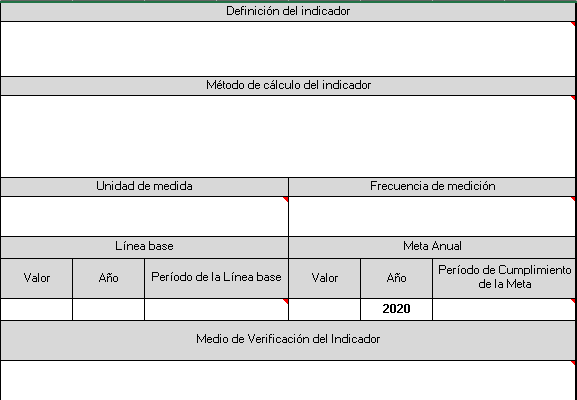 Definición del indicador
Método de cálculo del indicador
Unidad de medida
Frecuencia de medición
Línea base
Meta Anual
Valor
Año
Período de la Línea base
Valor
Año
Período de Cumplimiento
de la Meta
2020
Medio de Verificación del Indicador